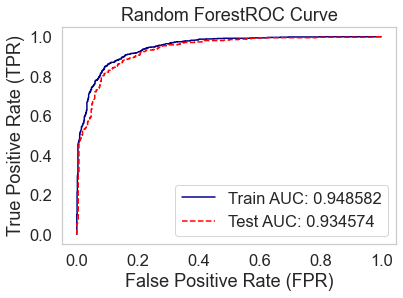 Random ForestROC Curve
True Positive Rate (TPR)
1.0
0.8
0.6
0.4
0.2
0.0
Train AUC: 0.948582
Test AUC: 0.934574
0.0 0.2 0.4 0.6 0.8 1.0
False Positive Rate (FPR)